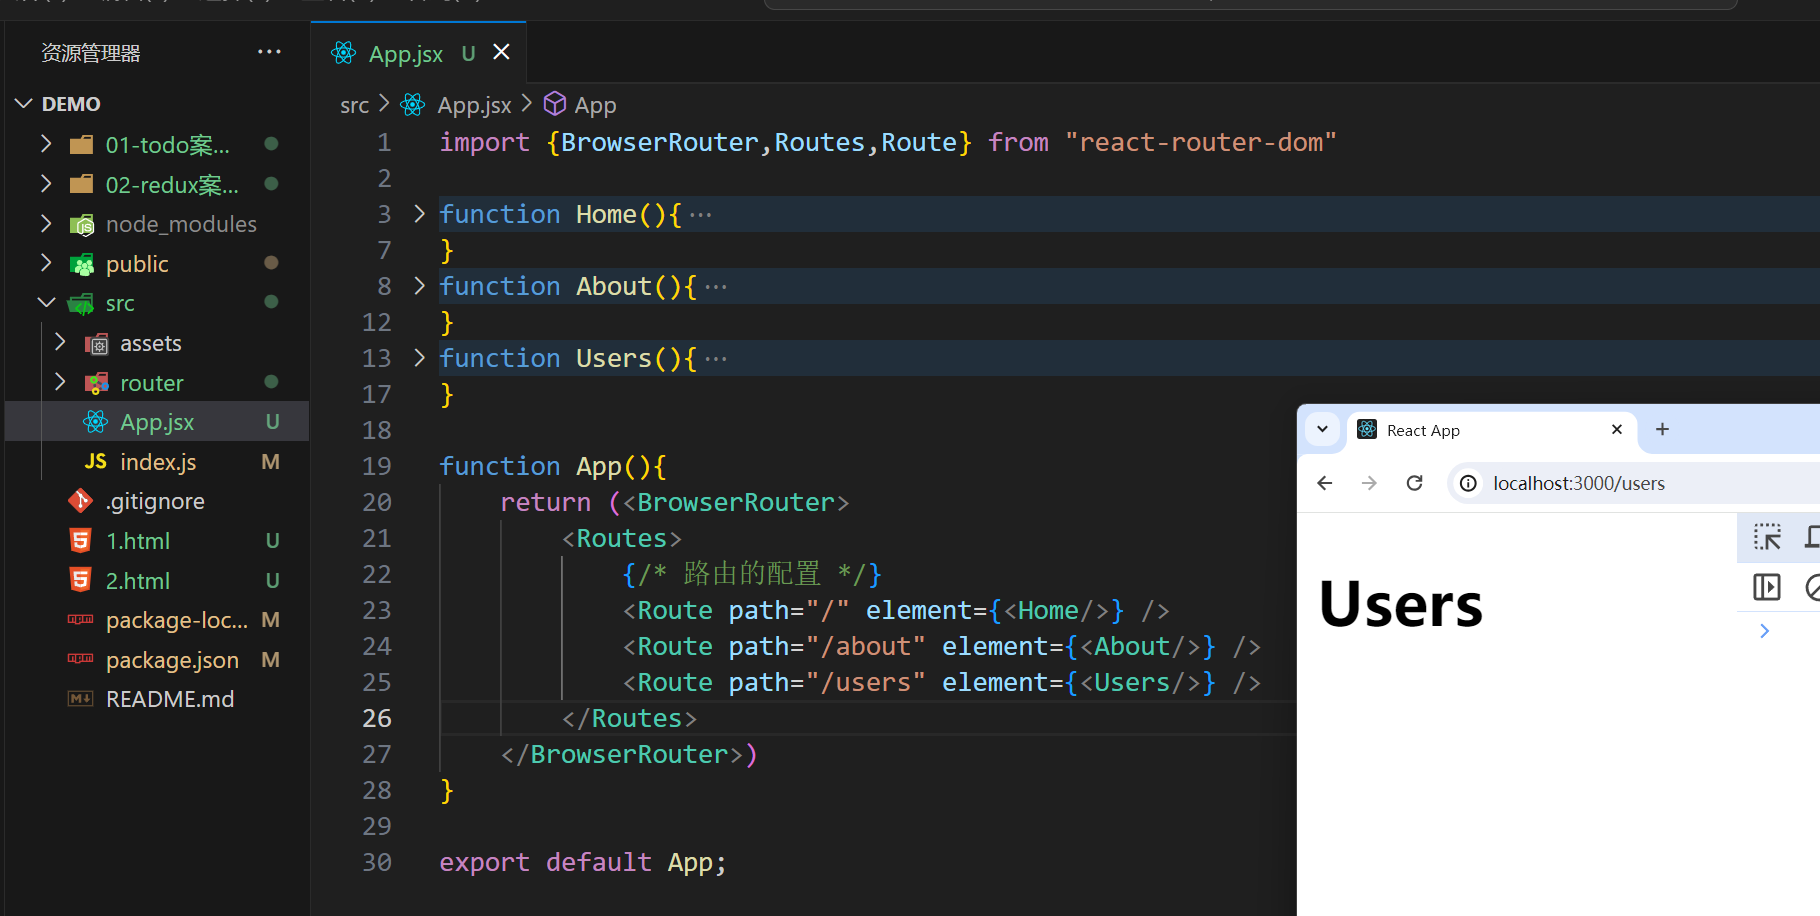 资源管理器 ···
App.jsx U
DEMO
01-todo案...
02-redux案...
node_modules
public
src
assets
router
App.jsx U
index.js M
.gitignore
1.html U
2.html U
package-loc... M
package.json M
README.md
src > App.jsx > App
1 import {BrowserRouter,Routes,Route} from "react-router-dom"
2
3 function Home(){ ···
7 }
8 function About(){ ···
12 }
13 function Users(){ ···
17 }
18
19 function App(){
20 return (<BrowserRouter>
21 <Routes>
22 {/* 路由的配置 */}
23 <Route path="/" element={<Home/>} />
24 <Route path="/about" element={<About/>} />
25 <Route path="/users" element={<Users/>} />
26 </Routes>
27 </BrowserRouter>)
28 }
29
30 export default App;
React App
localhost:3000/users
Users